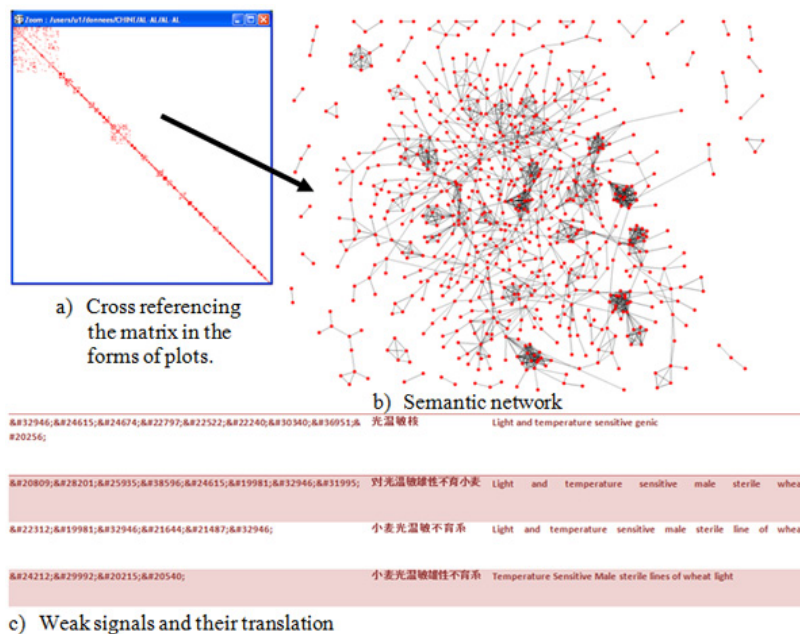 Zoom : /users/u1/donnees/CHINE/AL-AL/AL-AL
a) Cross referencing
the matrix in the
forms of plots.
b) Semantic network
&#32946;&#24615;&#24674;&#22797;&#22522;&#22240;&#30340;&#36951;& 光温敏核 Light and temperature sensitive genic
#20256;
&#20809;&#28201;&#25935;&#38596;&#24615;&#19981;&#32946;&#31995; 对光温敏雄性不育小麦 Light and temperature sensitive male sterile whea
&#22312;&#19981;&#32946;&#21644;&#21487;&#32946; 小麦光温敏不育系 Light and temperature sensitive male sterile line of whea
&#24212;&#29992;&#20215;&#20540; 小麦光温敏雄性不育系 Temperature Sensitive Male sterile lines of wheat light
c) Weak signals and their translation